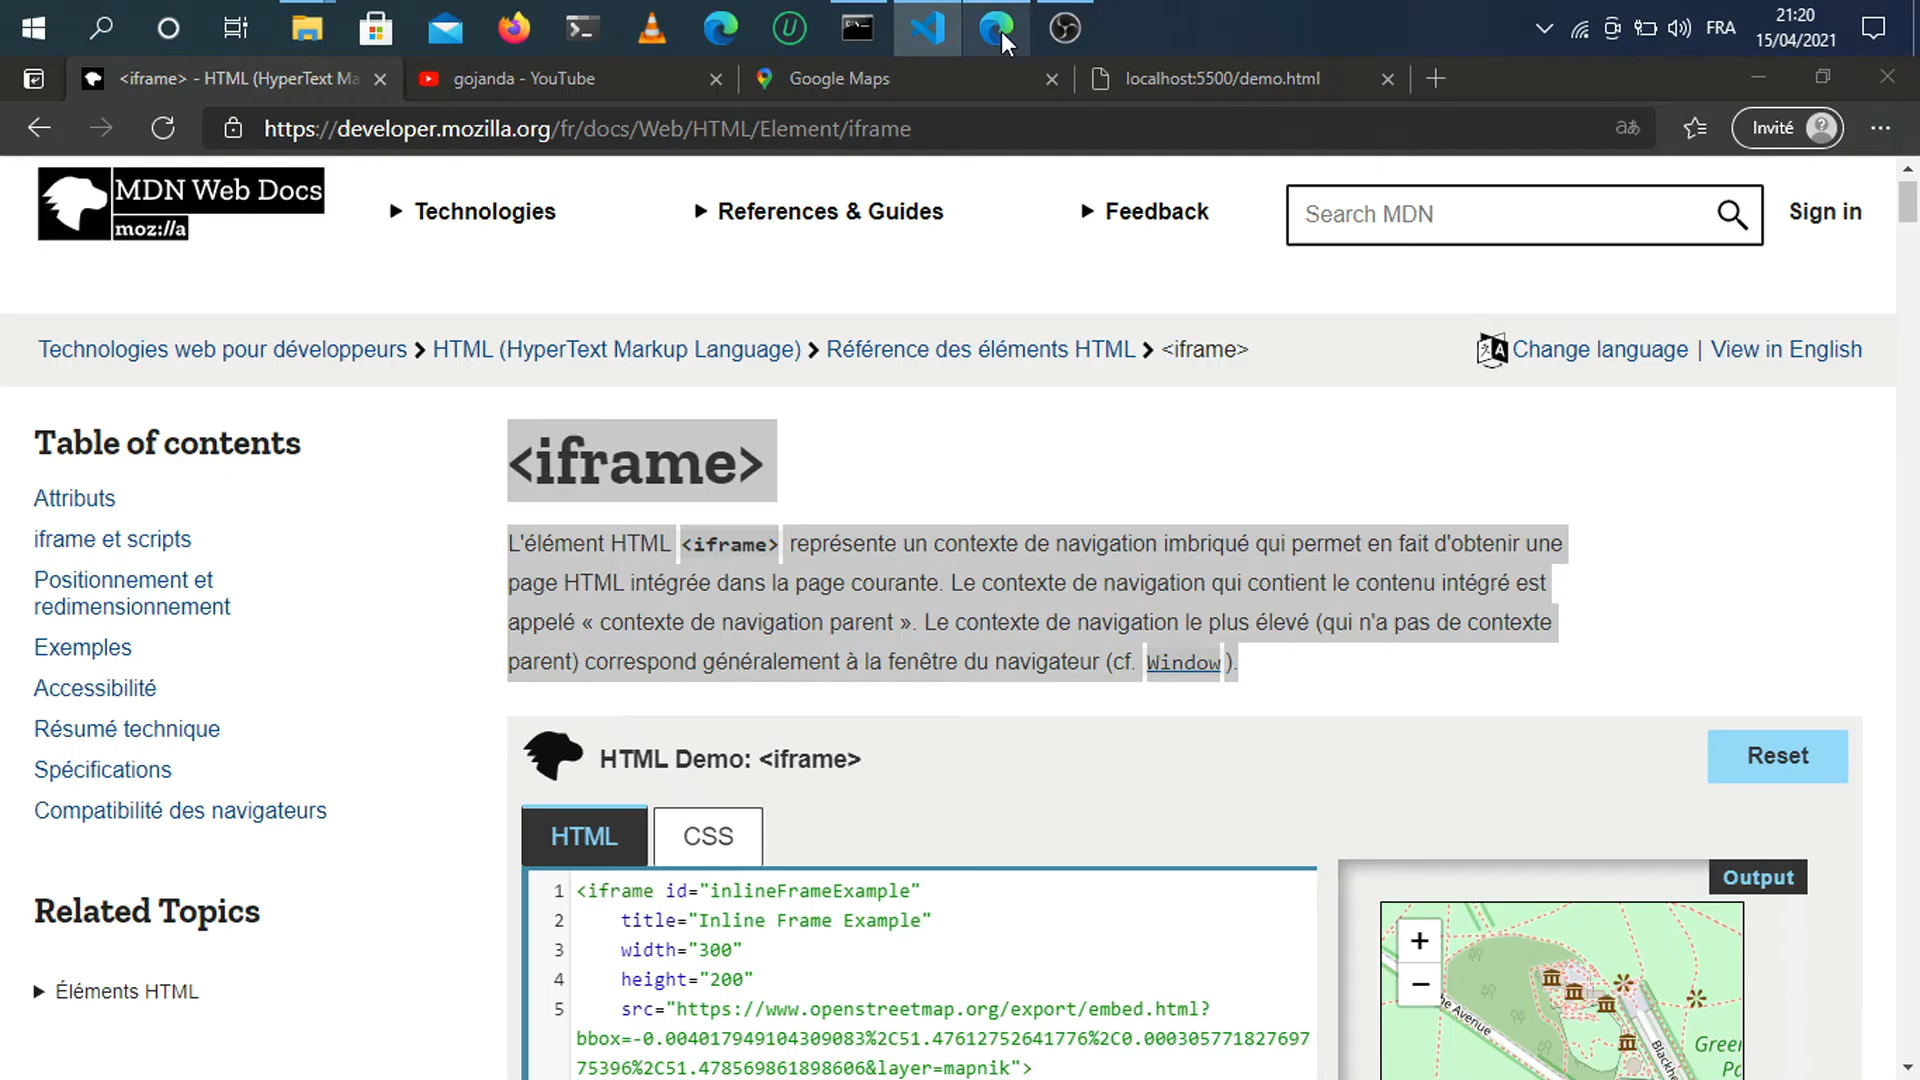 FRA
21:20
15/04/2021
<iframe> - HTML (HyperText Ma
gojanda - YouTube
Google Maps
localhost:5500/demo.html
https://developer.mozilla.org/fr/docs/Web/HTML/Element/iframe
aあ
Invité
MDN Web Docs
moz://a
Technologies
References & Guides
Feedback
Search MDN
Sign in
Technologies web pour développeurs
HTML (HyperText Markup Language)
Référence des éléments HTML
<iframe>
Change language | View in English
Table of contents
Attributs
iframe et scripts
Positionnement et
redimensionnement
Exemples
Accessibilité
Résumé technique
Spécifications
Compatibilité des navigateurs
Related Topics
Éléments HTML
<iframe>
L'élément HTML <iframe> représente un contexte de navigation imbriqué qui permet en fait d'obtenir une
page HTML intégrée dans la page courante. Le contexte de navigation qui contient le contenu intégré est
appelé « contexte de navigation parent ». Le contexte de navigation le plus élevé (qui n'a pas de contexte
parent) correspond généralement à la fenêtre du navigateur (cf. Window).
HTML Demo: <iframe>
Reset
HTML
CSS
1 <iframe id="inlineFrameExample"
2 title="Inline Frame Example"
3 width="300"
4 height="200"
5 src="https://www.openstreetmap.org/export/embed.html?
bbox=-0.004017949104309083%2C51.47612752641776%2C0.000305771827697
75396%2C51.478569861898606&layer=mapnik">
Output
+
−
he Avenue
Blackhe
Green